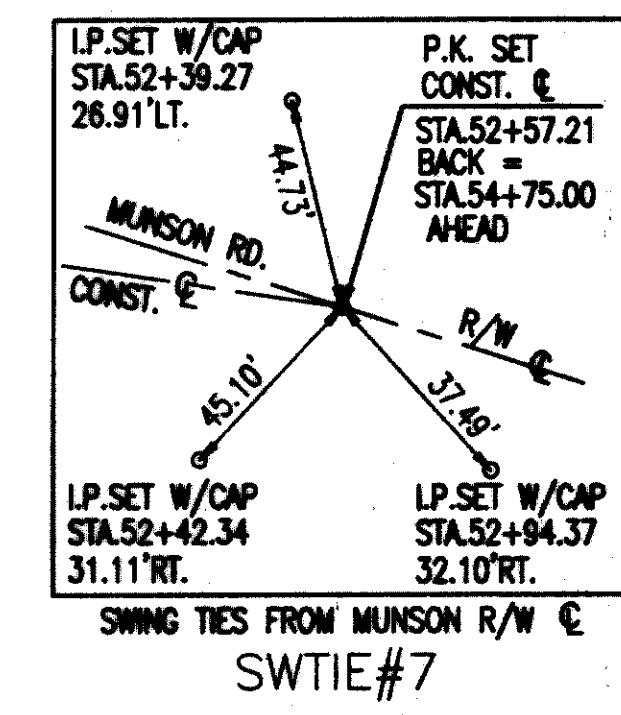 I.P.SET W/CAP
STA.52+39.27
26.91'LT.
P.K. SET
CONST. ℄
STA.52+57.21
BACK =
STA.54+75.00
AHEAD
44.73'
MUNSON RD.
CONST. ℄
R/W ℄
45.10'
37.49'
I.P.SET W/CAP
STA.52+42.34
31.11'RT.
I.P.SET W/CAP
STA.52+94.37
32.10'RT.
SWING TIES FROM MUNSON R/W ℄
SWTIE#7